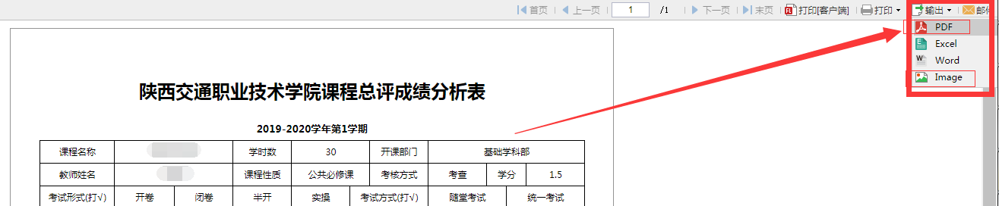 首页 上一页 1 /1 下一页 末页 打印[客户端] 打印 输出 邮件
PDF
Excel
Word
Image
陕西交通职业技术学院课程总评成绩分析表
2019-2020学年第1学期
课程名称 学时数 30 开课部门 基础学科部
教师姓名 课程性质 公共必修课 考核方式 考查 学分 1.5
考试形式(打√) 开卷 闭卷 半开 实操 考试方式(打√) 随堂考试 统一考试